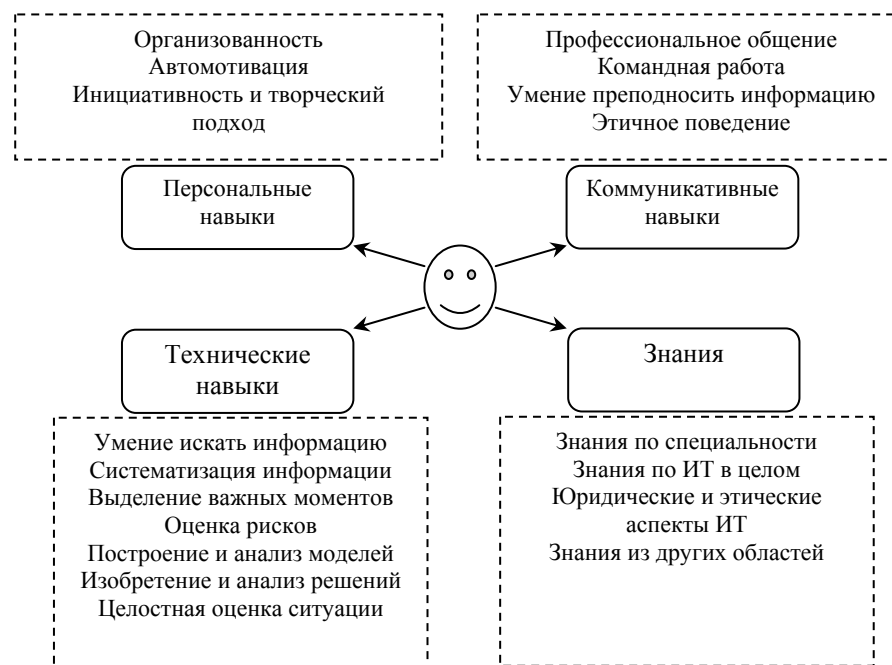 Организованность
Автомотивация
Инициативность и творческий
подход
Профессиональное общение
Командная работа
Умение преподносить информацию
Этичное поведение
Персональные
навыки
Коммуникативные
навыки
Технические
навыки
Знания
Умение искать информацию
Систематизация информации
Выделение важных моментов
Оценка рисков
Построение и анализ моделей
Изобретение и анализ решений
Целостная оценка ситуации
Знания по специальности
Знания по ИТ в целом
Юридические и этические
аспекты ИТ
Знания из других областей